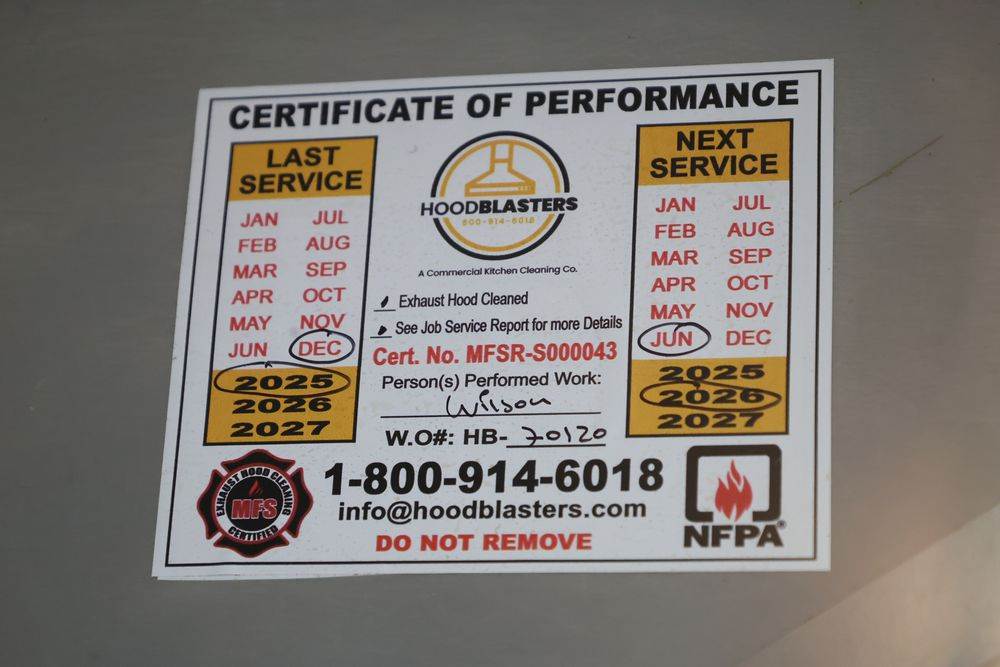 CERTIFICATE OF PERFORMANCE
LAST
SERVICE
JAN JUL
FEB AUG
MAR SEP
APR OCT
MAY NOV
JUN DEC
2025
2026
2027
HOODBLASTERS
800-914-6018
A Commercial Kitchen Cleaning Co.
Exhaust Hood Cleaned
See Job Service Report for more Details
Cert. No. MFSR-S000043
Person(s) Performed Work:
Wilson
W.O#: HB- 70120
NEXT
SERVICE
JAN JUL
FEB AUG
MAR SEP
APR OCT
MAY NOV
JUN DEC
2025
2026
2027
EXHAUST HOOD CLEANING
MFS
CERTIFIED
1-800-914-6018
info@hoodblasters.com
DO NOT REMOVE
NFPA®